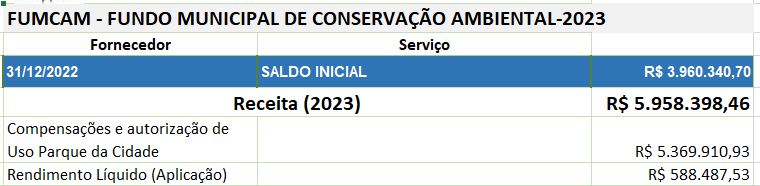 FUMCAM - FUNDO MUNICIPAL DE CONSERVAÇÃO AMBIENTAL-2023
Fornecedor Serviço
31/12/2022 SALDO INICIAL R$ 3.960.340,70
Receita (2023) R$ 5.958.398,46
Compensações e autorização de
Uso Parque da Cidade R$ 5.369.910,93
Rendimento Líquido (Aplicação) R$ 588.487,53